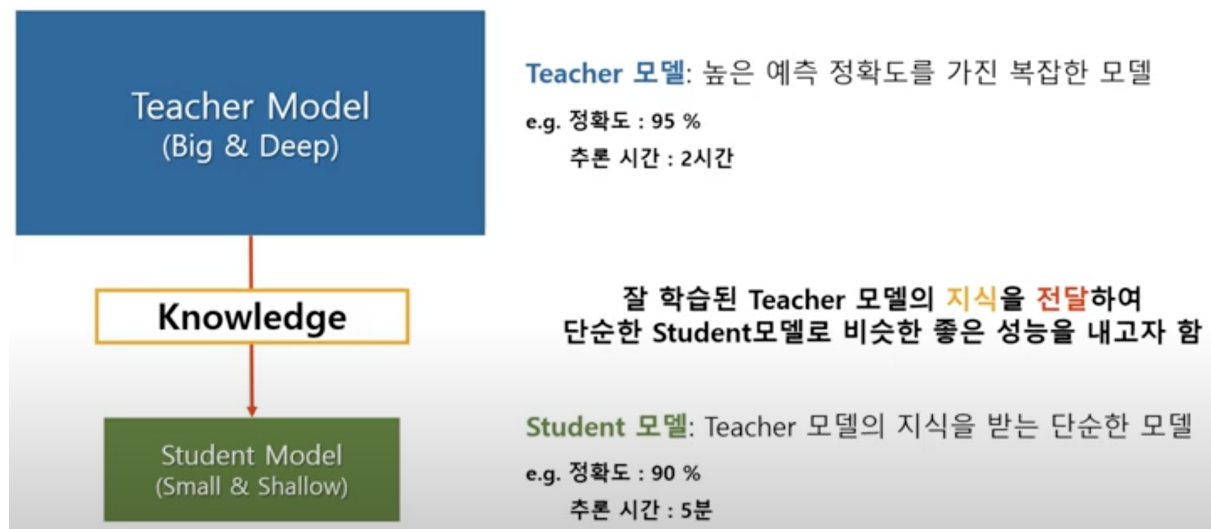 Teacher Model
(Big & Deep)
Teacher 모델: 높은 예측 정확도를 가진 복잡한 모델
e.g. 정확도 : 95 %
추론 시간 : 2시간
Knowledge
잘 학습된 Teacher 모델의 지식을 전달하여
단순한 Student모델로 비슷한 좋은 성능을 내고자 함
Student Model
(Small & Shallow)
Student 모델: Teacher 모델의 지식을 받는 단순한 모델
e.g. 정확도 : 90 %
추론 시간 : 5분